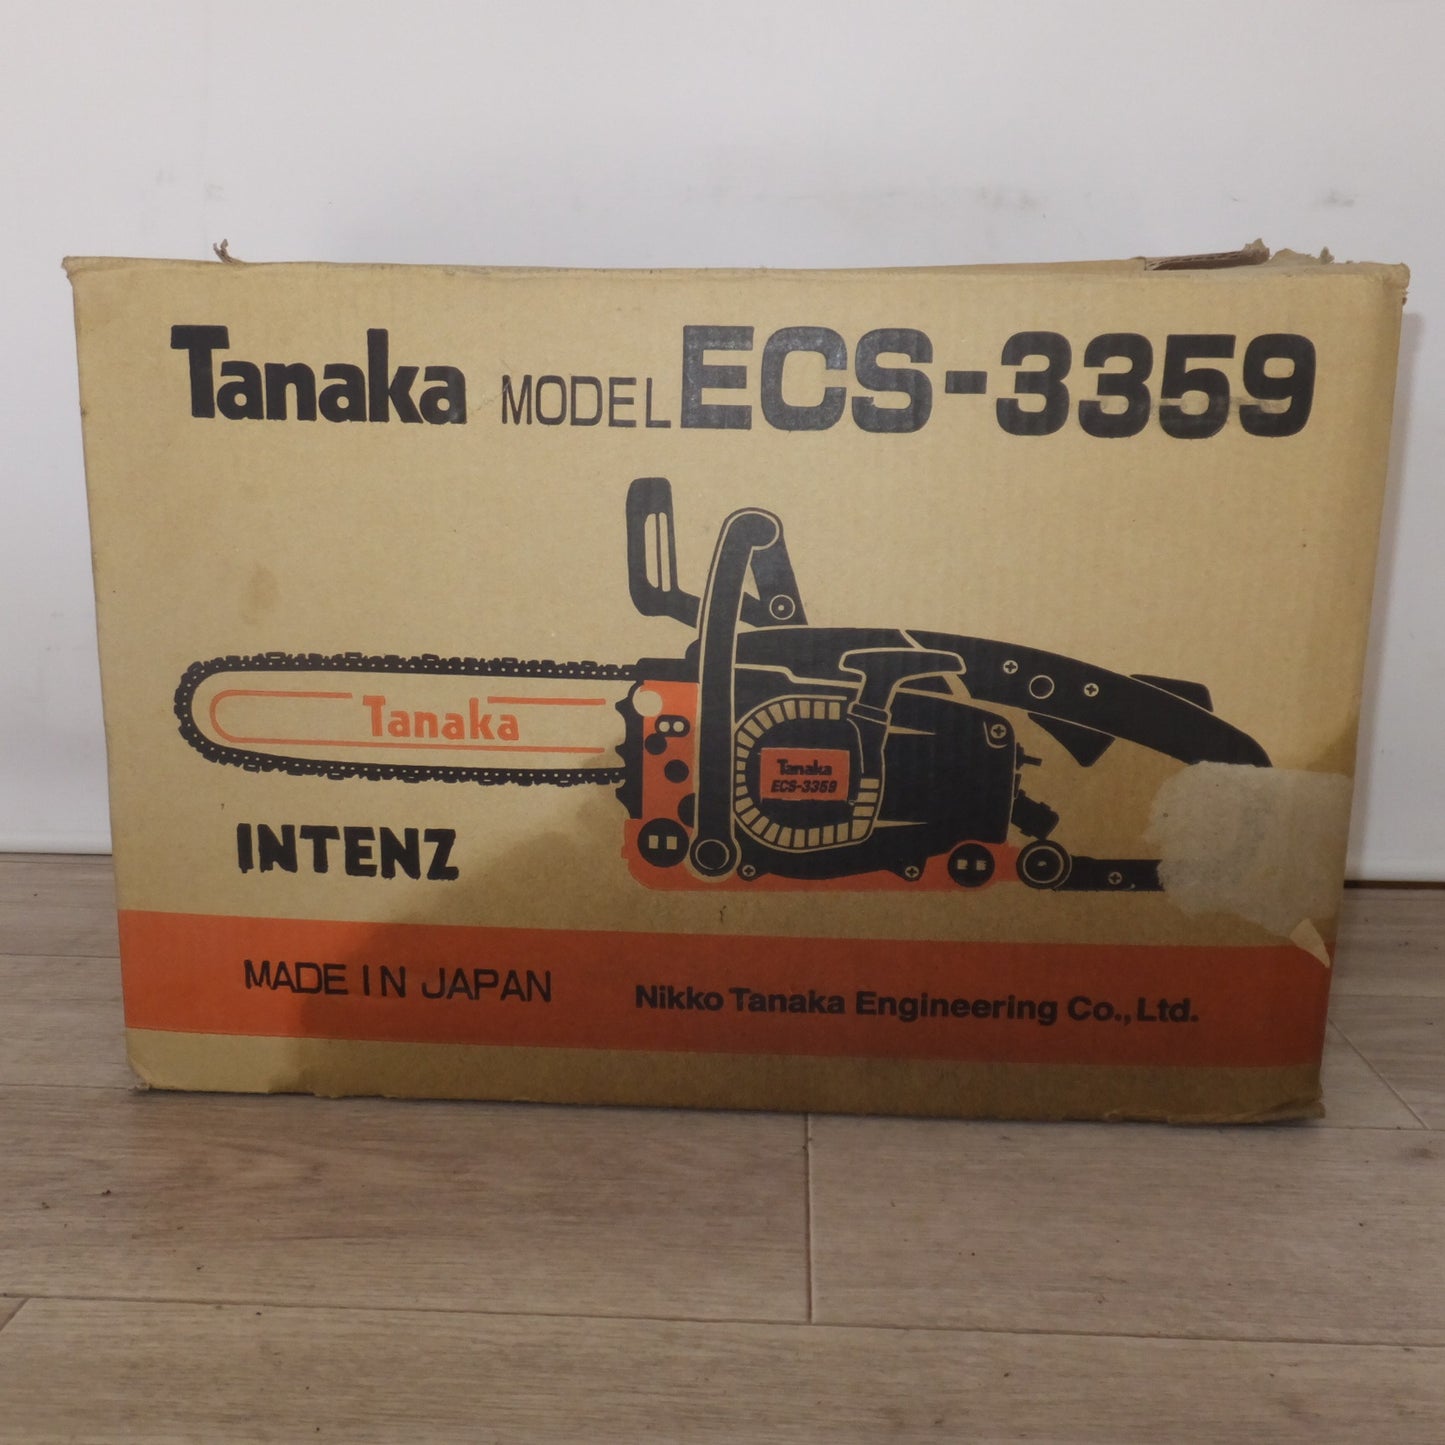 Tanaka MODEL ECS-3359
Tanaka
Tanaka
ECS-3359
INTENZ
MADE IN JAPAN
Nikko Tanaka Engineering Co., Ltd.